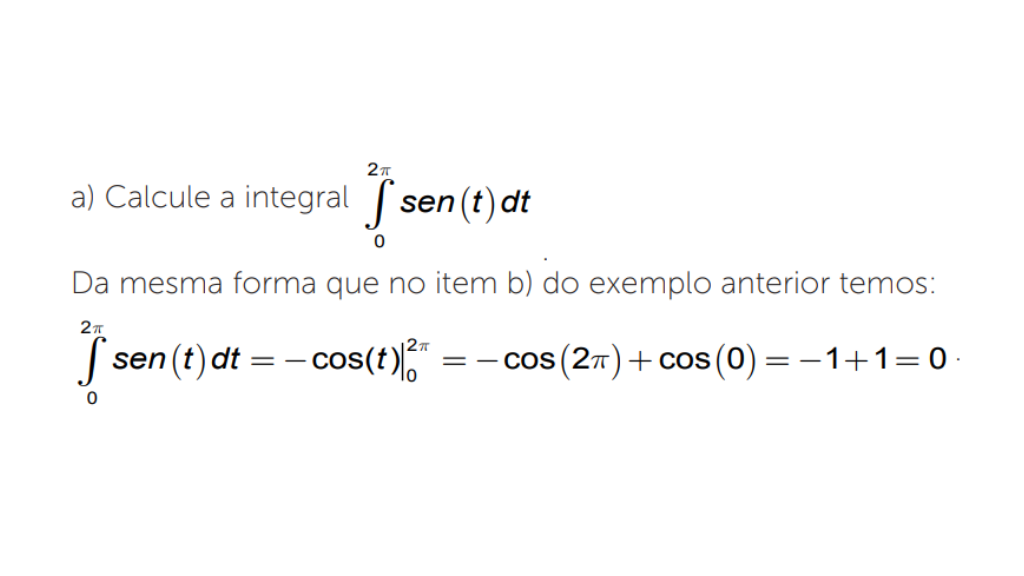 a) Calcule a integral ∫₀^{2π} sen(t) dt
Da mesma forma que no item b) do exemplo anterior temos:
∫₀^{2π} sen(t) dt = −cos(t)|₀^{2π} = −cos(2π)+cos(0) = −1+1= 0 .